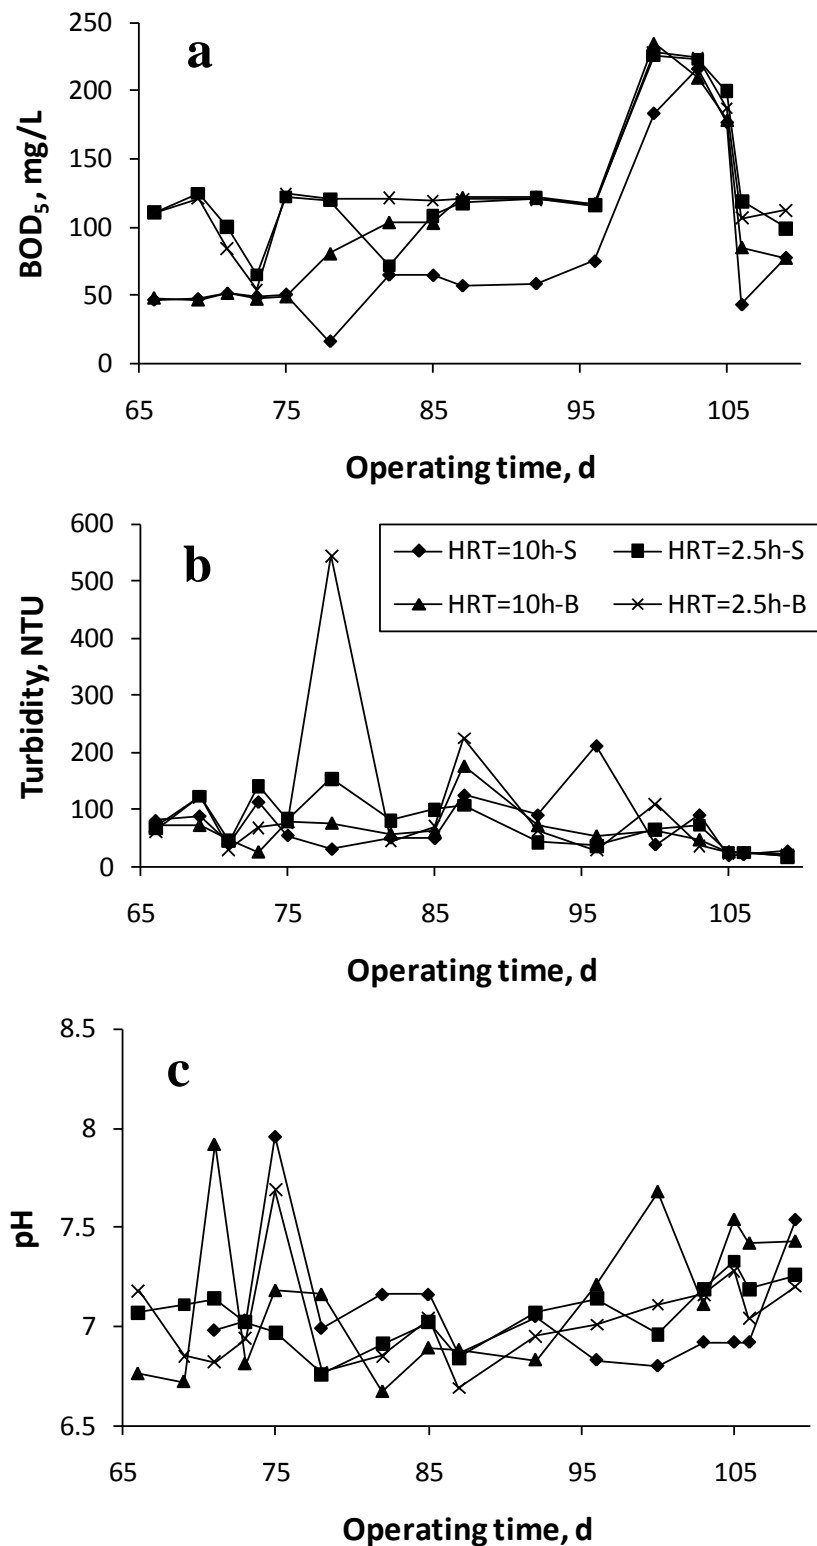 a
BOD5, mg/L
250
200
150
100
50
0
65 75 85 95 105
Operating time, d
b
Turbidity, NTU
600
500
400
300
200
100
0
HRT=10h-S HRT=2.5h-S
HRT=10h-B HRT=2.5h-B
65 75 85 95 105
Operating time, d
c
pH
8.5
8
7.5
7
6.5
65 75 85 95 105
Operating time, d